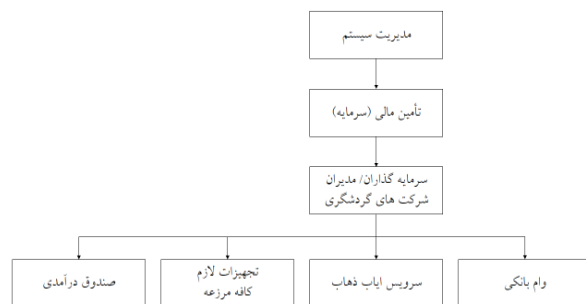 مدیریت سیستم
تأمین مالی (سرمایه)
سرمایه گذاران/ مدیران
شرکت های گردشگری
وام بانکی
سرویس ایاب ذهاب
تجهیزات لازم
کافه مرزعه
صندوق درآمدی